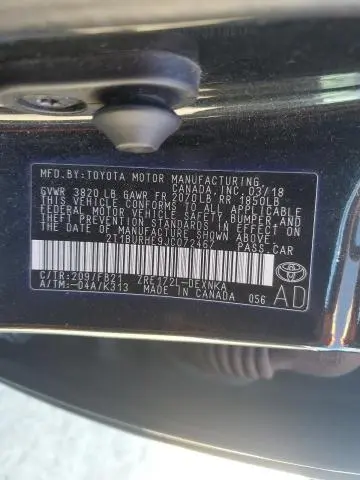 MFD.BY:TOYOTA MOTOR MANUFACTURING
CANADA INC. 03/18
GVWR 3820 LB GAWR FR 2070LB RR 1850LB
THIS VEHICLE CONFORMS TO ALL APPLICABLE
FEDERAL MOTOR VEHICLE SAFETY, BUMPER, AND
THEFT PREVENTION STANDARDS IN EFFECT ON
THE DATE OF MANUFACTURE SHOWN ABOVE.
2T1BURHE9JC072462 PASS.CAR
C/TR:209/FB21 ZRE172L-DEXNKA
A/TM:-04A/K313 MADE IN CANADA 056
AD